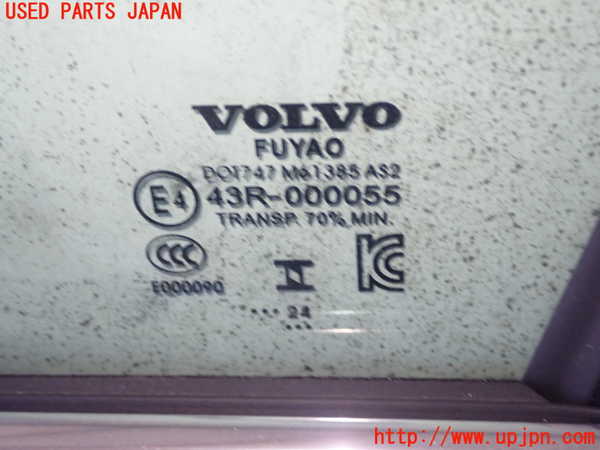 USED PARTS JAPAN
VOLVO
FUYAO
DOT747 M61385 AS2
E4 43R-000055
TRANSP. 70% MIN.
CCC
E000090
24
http://www.upjpn.com/